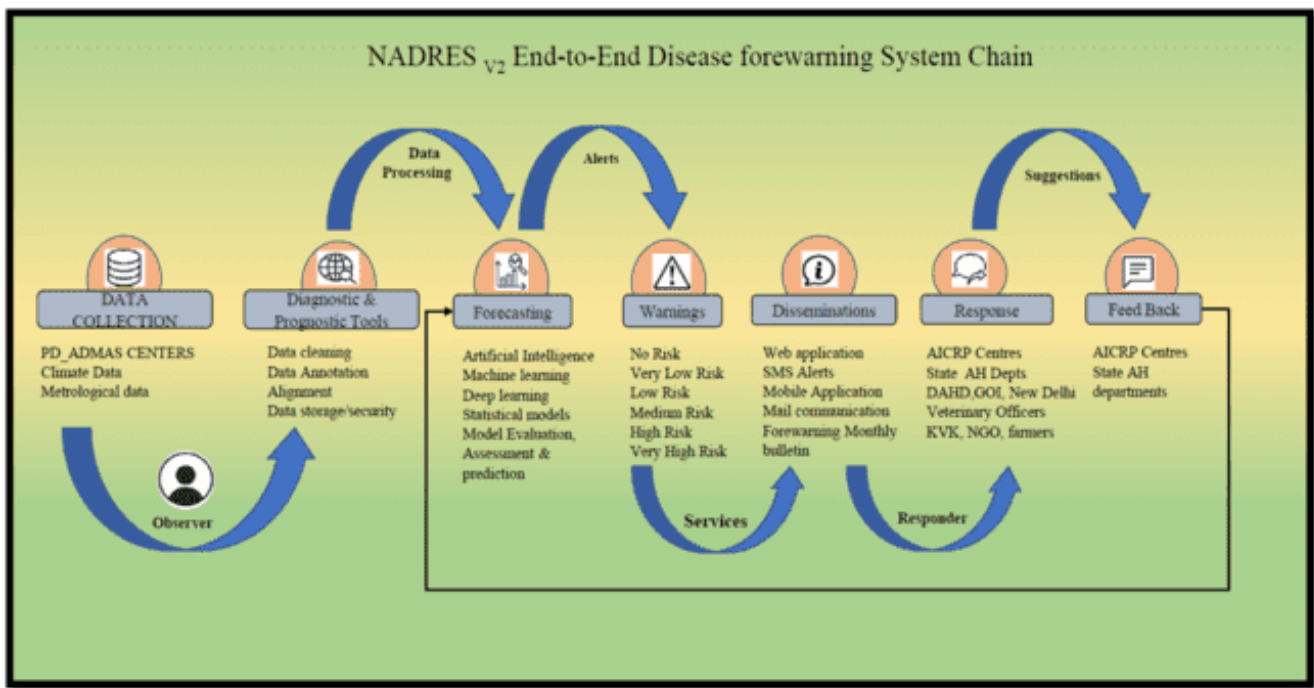 NADRES V2 End-to-End Disease forewarning System Chain
Data
Processing
Alerts
Suggestions
DATA
COLLECTION
Diagnostic &
Prognostic Tools
Forecasting
Warnings
Disseminations
Response
Feed Back
PD_ADMAS CENTERS
Climate Data
Metrological data
Data cleaning
Data Annotation
Alignment
Data storage/security
Artificial Intelligence
Machine learning
Deep learning
Statistical models
Model Evaluation,
Assessment &
prediction
No Risk
Very Low Risk
Low Risk
Medium Risk
High Risk
Very High Risk
Web application
SMS Alerts
Mobile Application
Mail communication
Forewarning Monthly
bulletin
AICRP Centres
State AH Depts
DAHD,GOI, New Delhi
Veterinary Officers
KVK, NGO, farmers
AICRP Centres
State AH
departments
Observer
Services
Responder